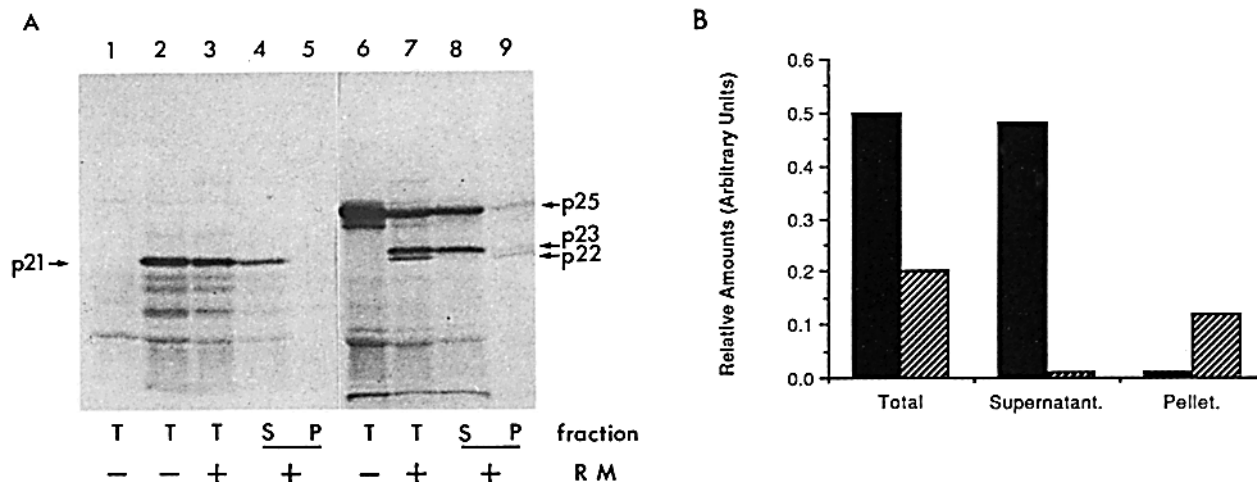 A
1 2 3 4 5 6 7 8 9
p21
p25
p23
p22
T T T S P T T S P fraction
− − + + − + + R M
B
Relative Amounts (Arbitrary Units)
0.6
0.5
0.4
0.3
0.2
0.1
0.0
Total Supernatant. Pellet.